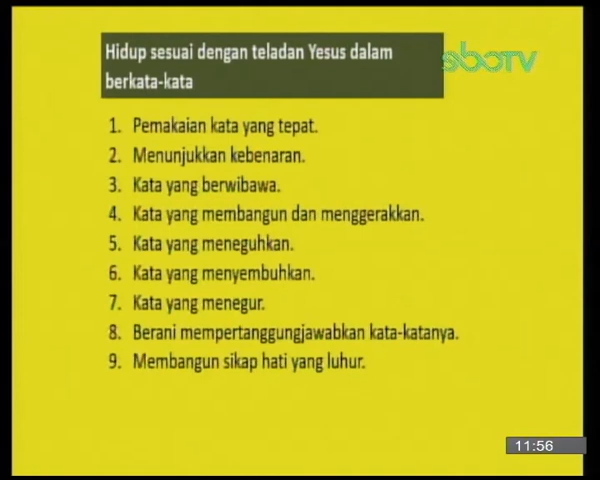 Hidup sesuai dengan teladan Yesus dalam
berkata-kata
sboTV
1. Pemakaian kata yang tepat.
2. Menunjukkan kebenaran.
3. Kata yang berwibawa.
4. Kata yang membangun dan menggerakkan.
5. Kata yang meneguhkan.
6. Kata yang menyembuhkan.
7. Kata yang menegur.
8. Berani mempertanggungjawabkan kata-katanya.
9. Membangun sikap hati yang luhur.
11:56